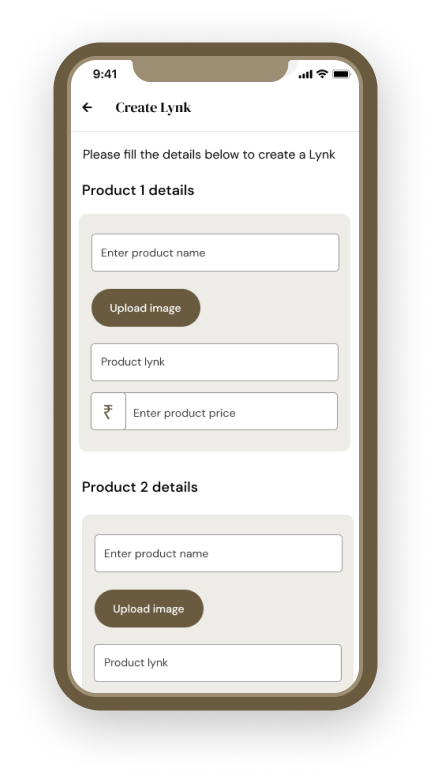 9:41
Create Lynk
Please fill the details below to create a Lynk
Product 1 details
Enter product name
Upload image
Product lynk
₹ Enter product price
Product 2 details
Enter product name
Upload image
Product lynk